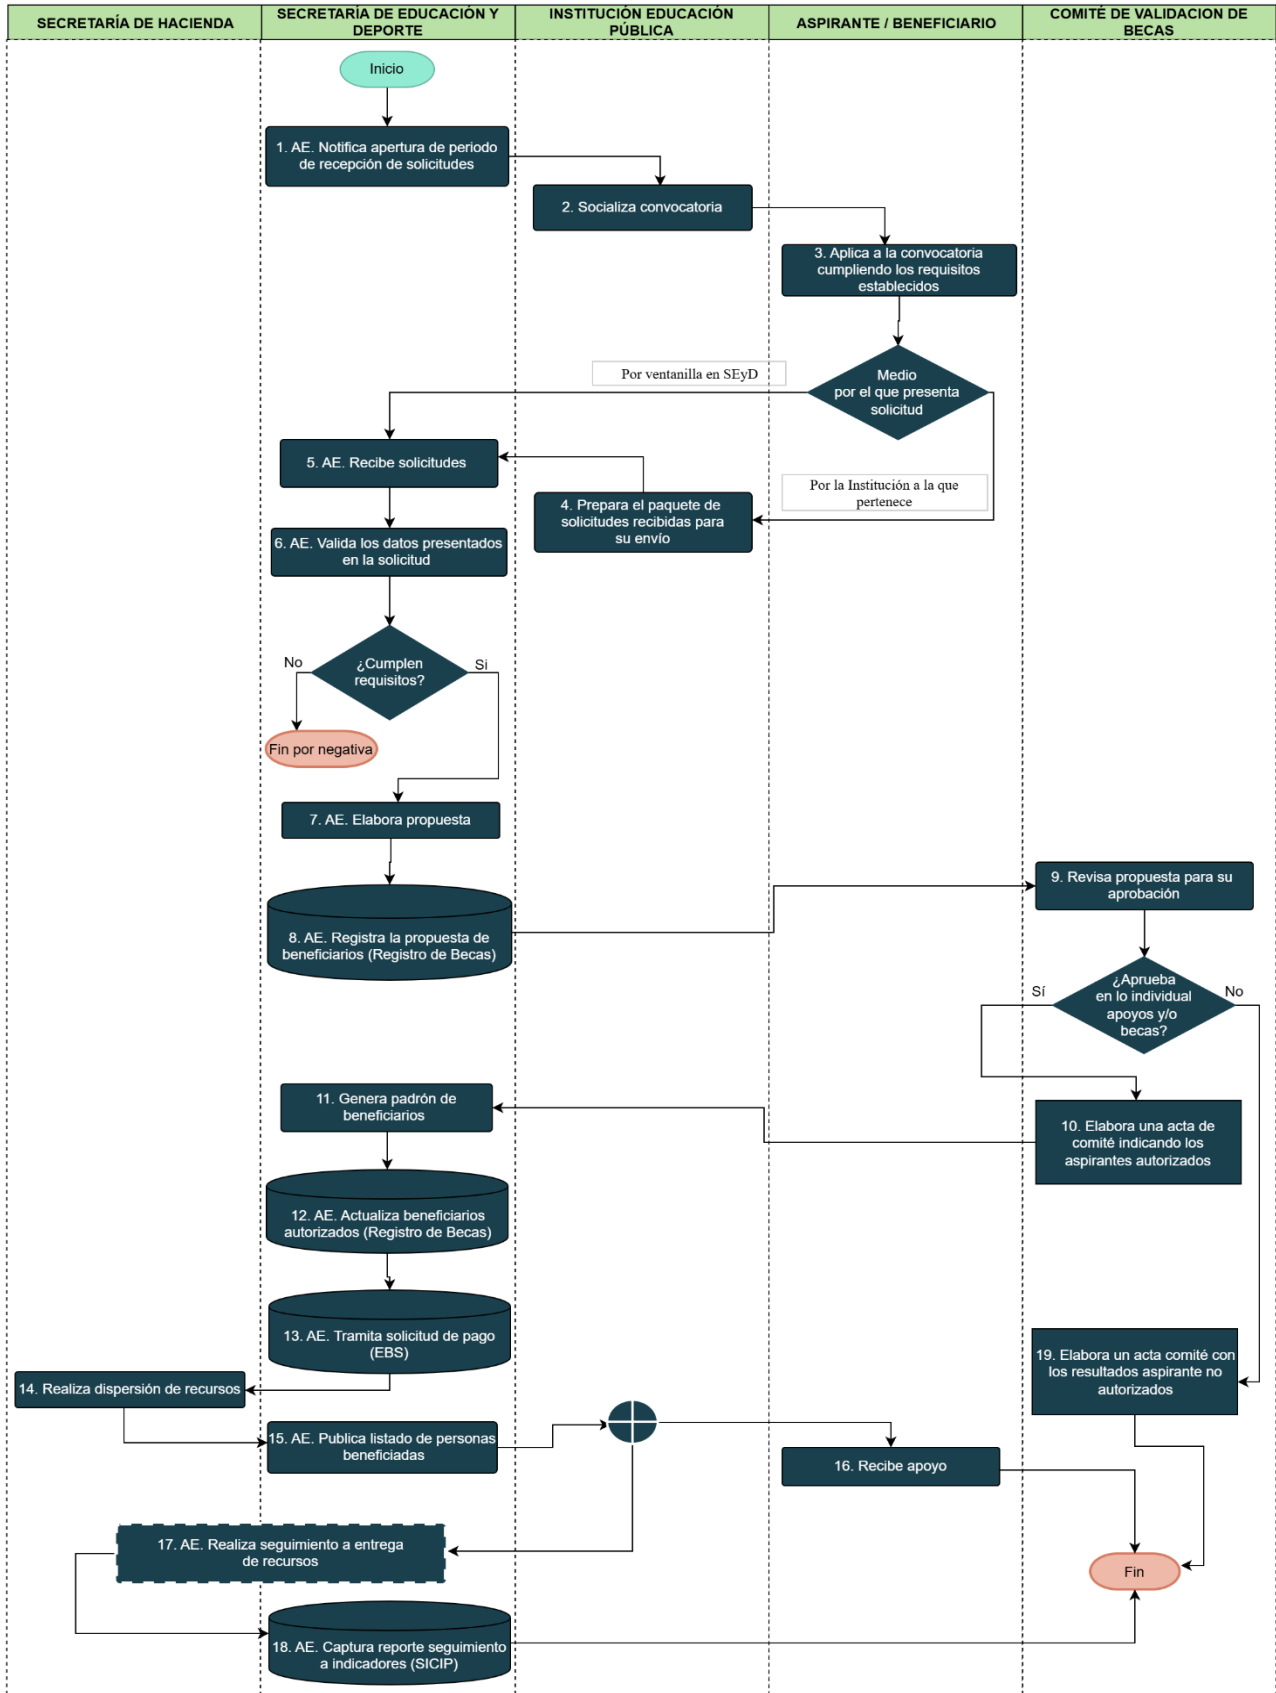 SECRETARÍA DE HACIENDA
SECRETARÍA DE EDUCACIÓN Y
DEPORTE
INSTITUCIÓN EDUCACIÓN
PÚBLICA
ASPIRANTE / BENEFICIARIO
COMITÉ DE VALIDACION DE
BECAS
Inicio
1. AE. Notifica apertura de periodo
de recepción de solicitudes
2. Socializa convocatoria
3. Aplica a la convocatoria
cumpliendo los requisitos
establecidos
Medio
por el que presenta
solicitud
Por ventanilla en SEyD
Por la Institución a la que
pertenece
4. Prepara el paquete de
solicitudes recibidas para
su envío
5. AE. Recibe solicitudes
6. AE. Valida los datos presentados
en la solicitud
¿Cumplen
requisitos?
No
Si
Fin por negativa
7. AE. Elabora propuesta
8. AE. Registra la propuesta de
beneficiarios (Registro de Becas)
9. Revisa propuesta para su
aprobación
¿Aprueba
en lo individual
apoyos y/o
becas?
Sí
No
10. Elabora una acta de
comité indicando los
aspirantes autorizados
11. Genera padrón de
beneficiarios
12. AE. Actualiza beneficiarios
autorizados (Registro de Becas)
13. AE. Tramita solicitud de pago
(EBS)
14. Realiza dispersión de recursos
15. AE. Publica listado de personas
beneficiadas
16. Recibe apoyo
17. AE. Realiza seguimiento a entrega
de recursos
18. AE. Captura reporte seguimiento
a indicadores (SICIP)
19. Elabora un acta comité con
los resultados aspirante no
autorizados
Fin